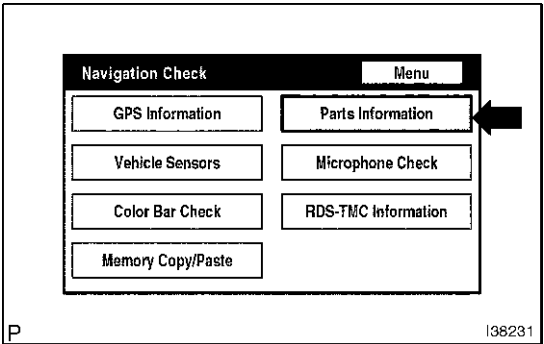 Navigation Check Menu
GPS Information Parts Information
Vehicle Sensors Microphone Check
Color Bar Check RDS-TMC Information
Memory Copy/Paste
P I38231